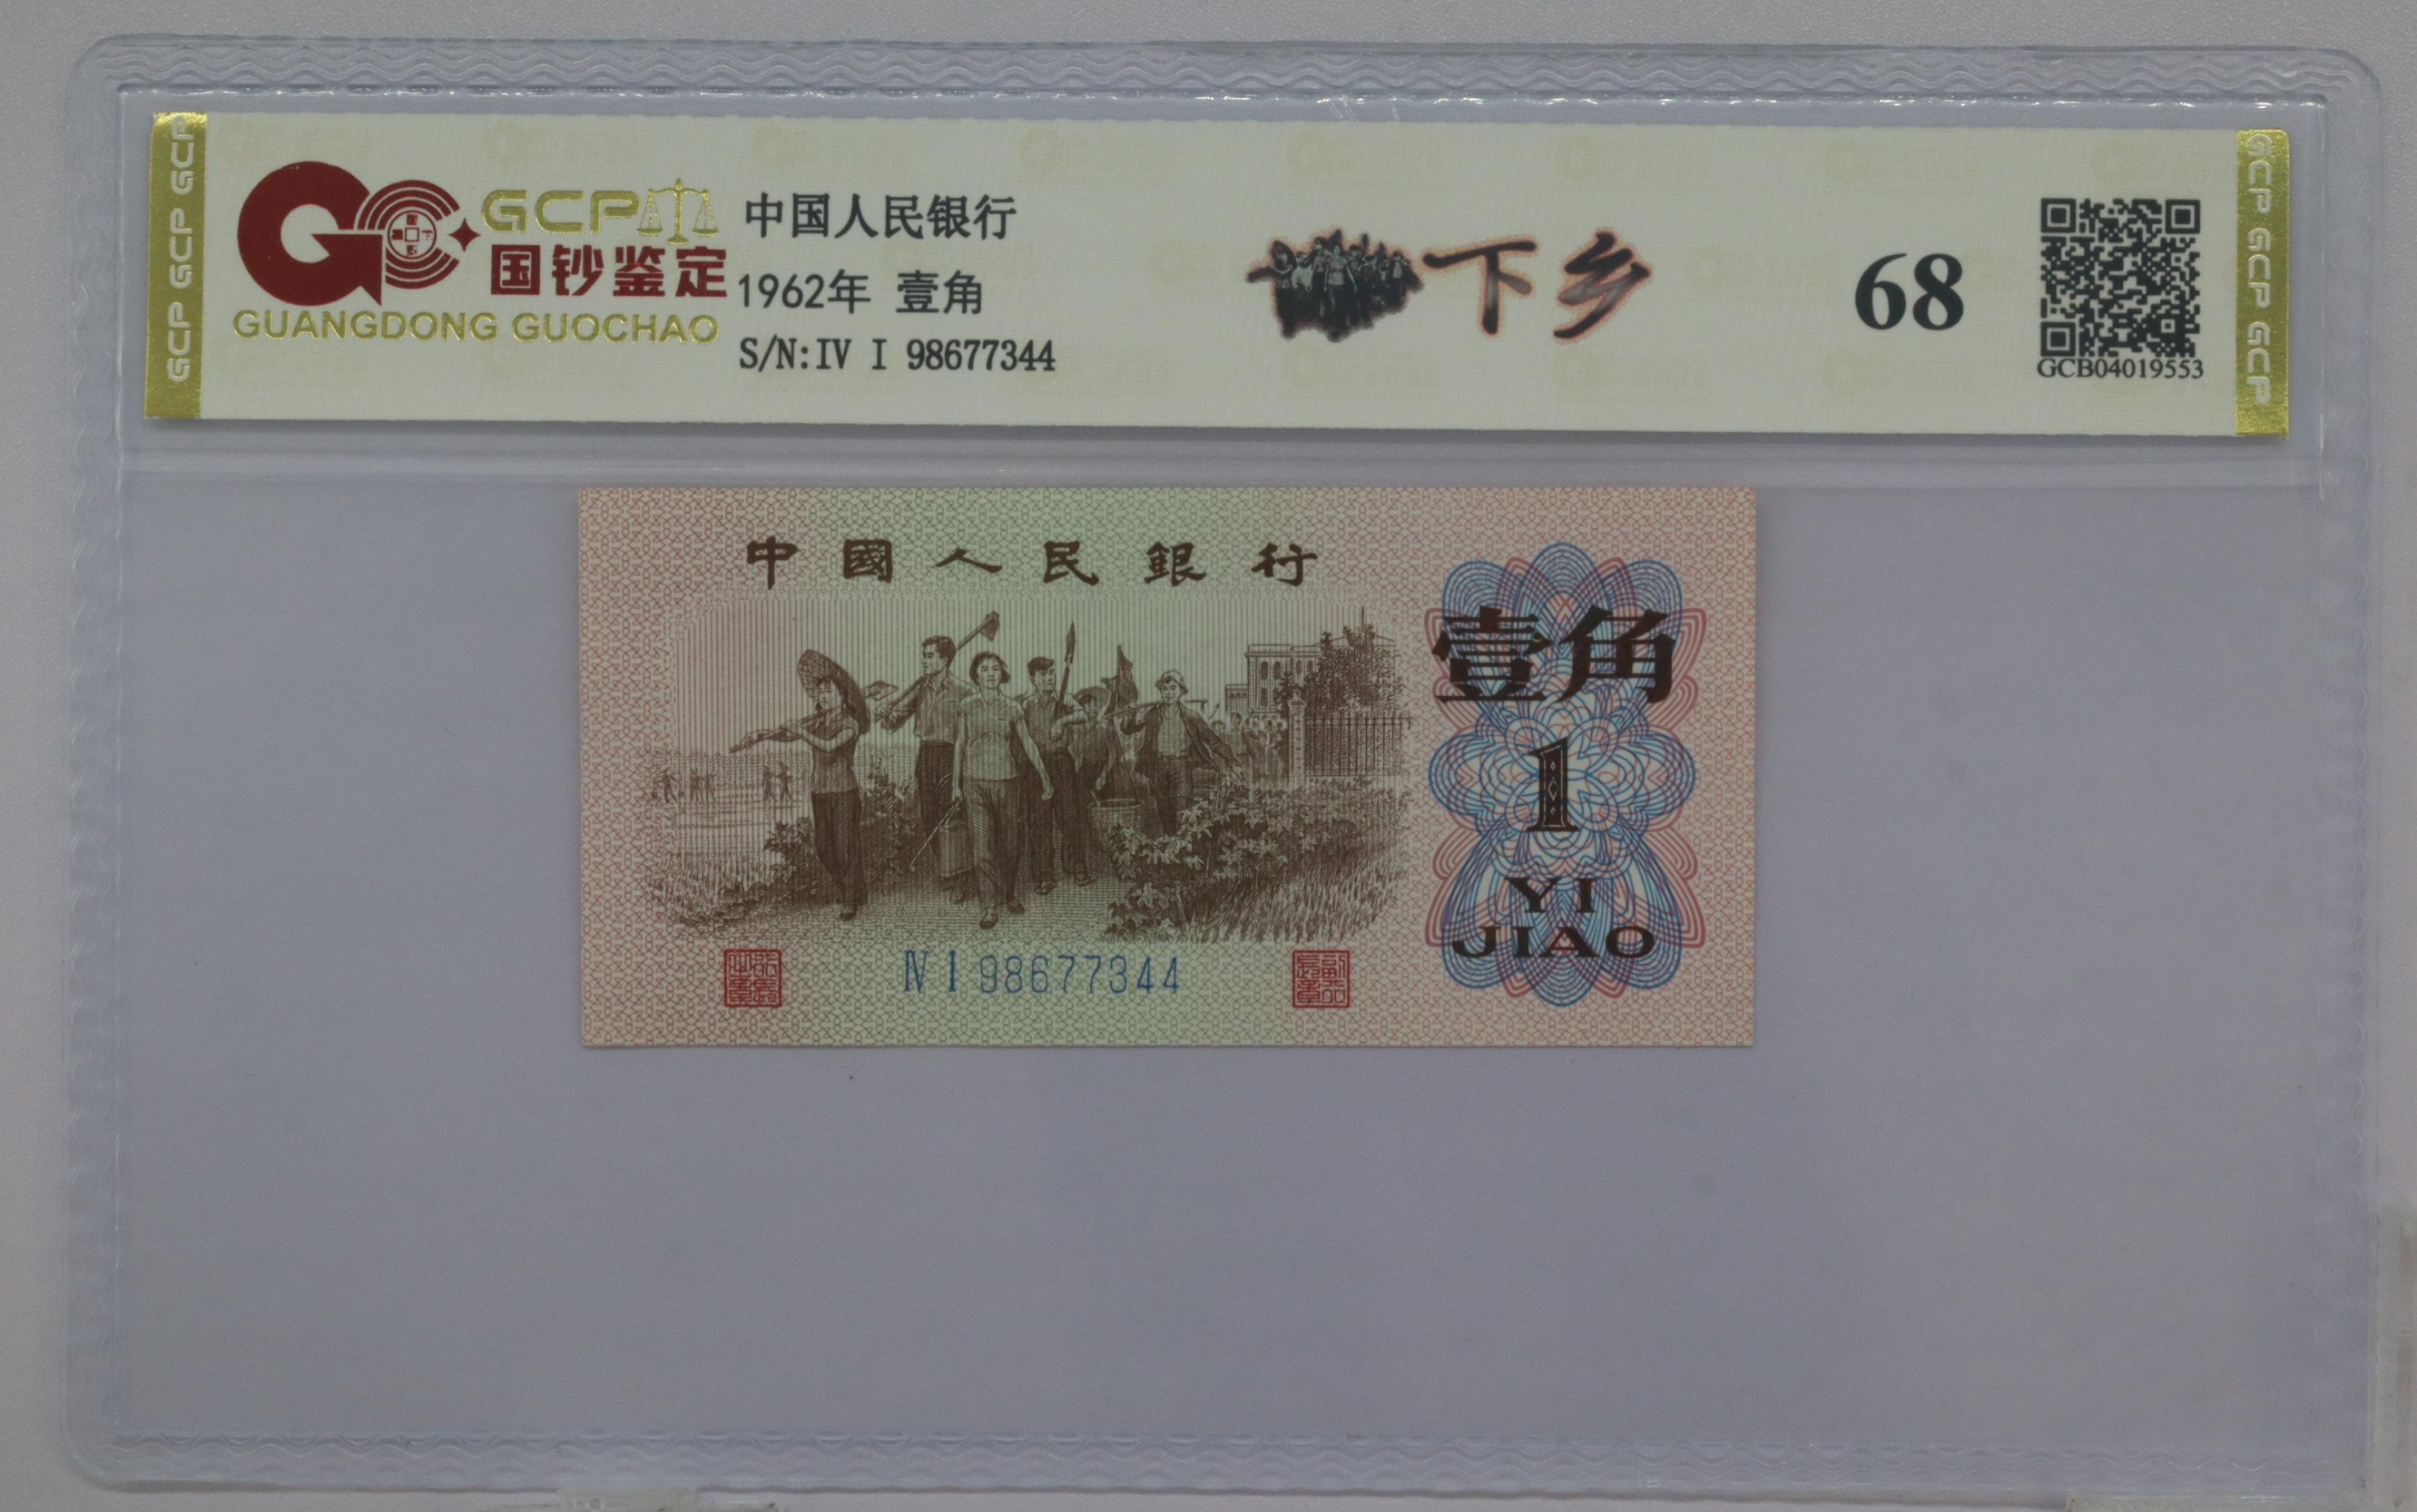 GCP GCP GCP
GCP
国钞鉴定
GUANGDONG GUOCHAO
中国人民银行
1962年 壹角
S/N:IV I 98677344
下乡
68
GCB04019553
GCP GCP GCP
中國人民銀行
壹角
1
YI
JIAO
IV I 98677344